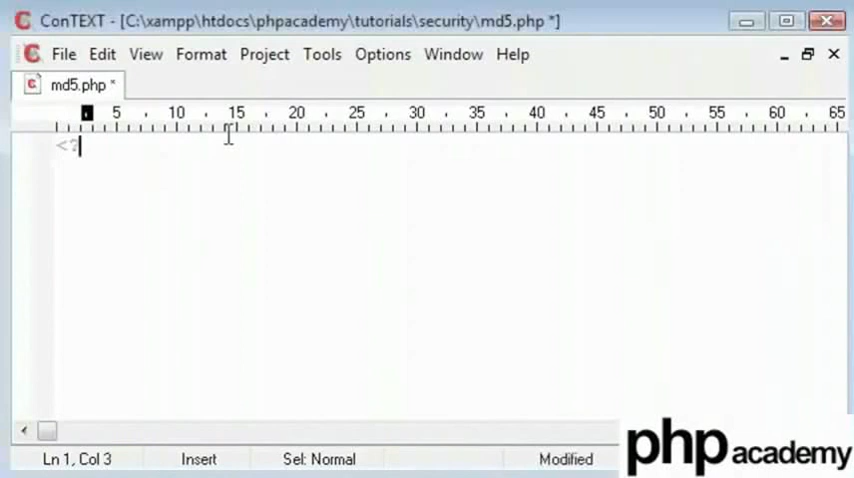 ConTEXT - [C:\xampp\htdocs\phpacademy\tutorials\security\md5.php *]
File Edit View Format Project Tools Options Window Help
md5.php *
5 10 15 20 25 30 35 40 45 50 55 60 65
<?
Ln 1, Col 3 Insert Sel: Normal Modified
php academy